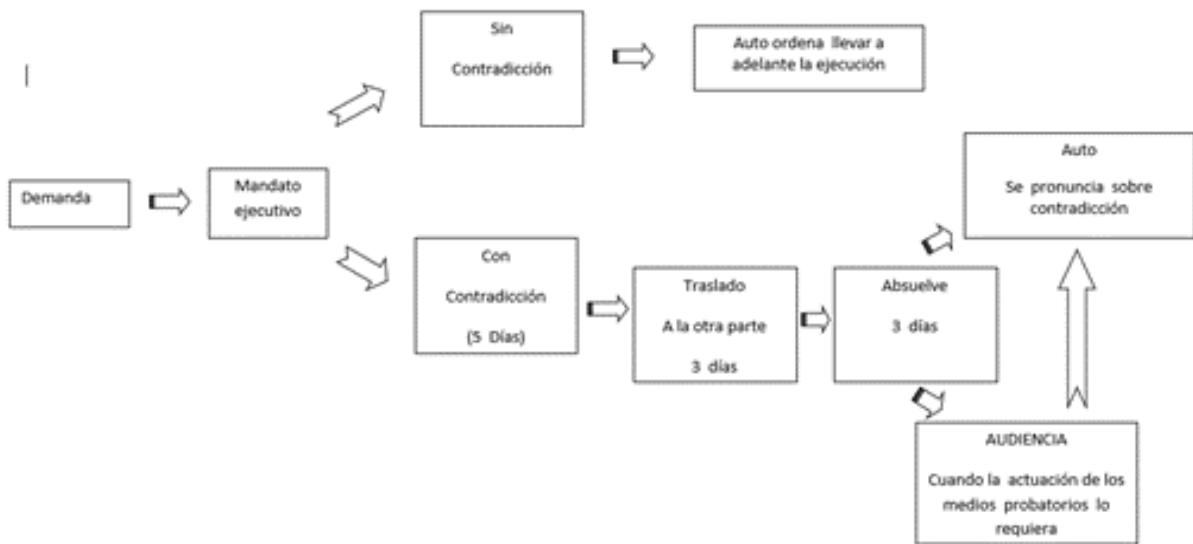 Sin
Contradicción
Auto ordena llevar a
adelante la ejecución
Demanda
Mandato
ejecutivo
Auto
Se pronuncia sobre
contradicción
Con
Contradicción
(5 Días)
Traslado
A la otra parte
3 días
Absuelve
3 días
AUDIENCIA
Cuando la actuación de los
medios probatorios lo
requiera